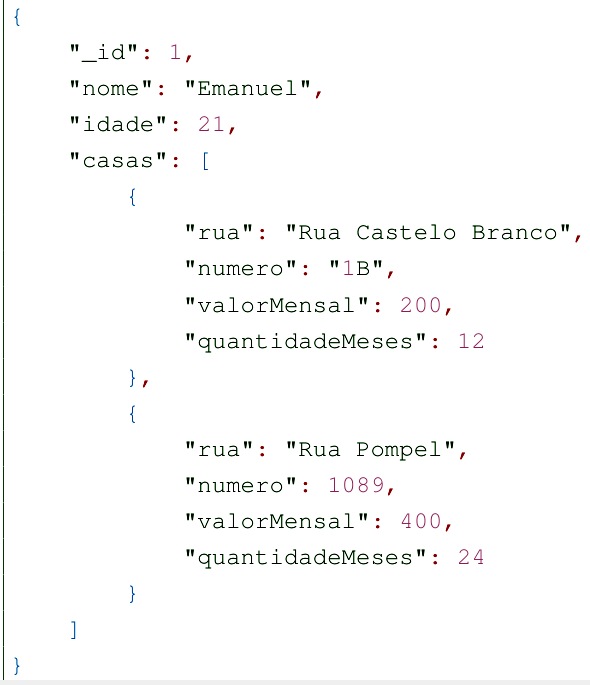 {
"_id": 1,
"nome": "Emanuel",
"idade": 21,
"casas": [
{
"rua": "Rua Castelo Branco",
"numero": "1B",
"valorMensal": 200,
"quantidadeMeses": 12
},
{
"rua": "Rua Pompel",
"numero": 1089,
"valorMensal": 400,
"quantidadeMeses": 24
}
]
}